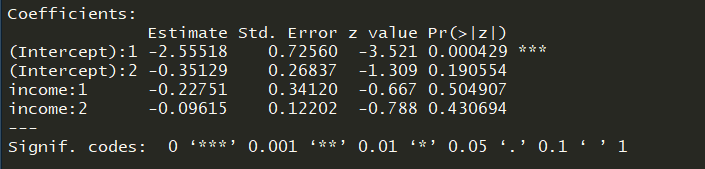 Coefficients:
            Estimate Std. Error z value Pr(>|z|)
(Intercept):1 -2.55518    0.72560  -3.521 0.000429 ***
(Intercept):2 -0.35129    0.26837  -1.309 0.190554
income:1      -0.22751    0.34120  -0.667 0.504907
income:2      -0.09615    0.12202  -0.788 0.430694
---
Signif. codes:  0 ‘***’ 0.001 ‘**’ 0.01 ‘*’ 0.05 ‘.’ 0.1 ‘ ’ 1